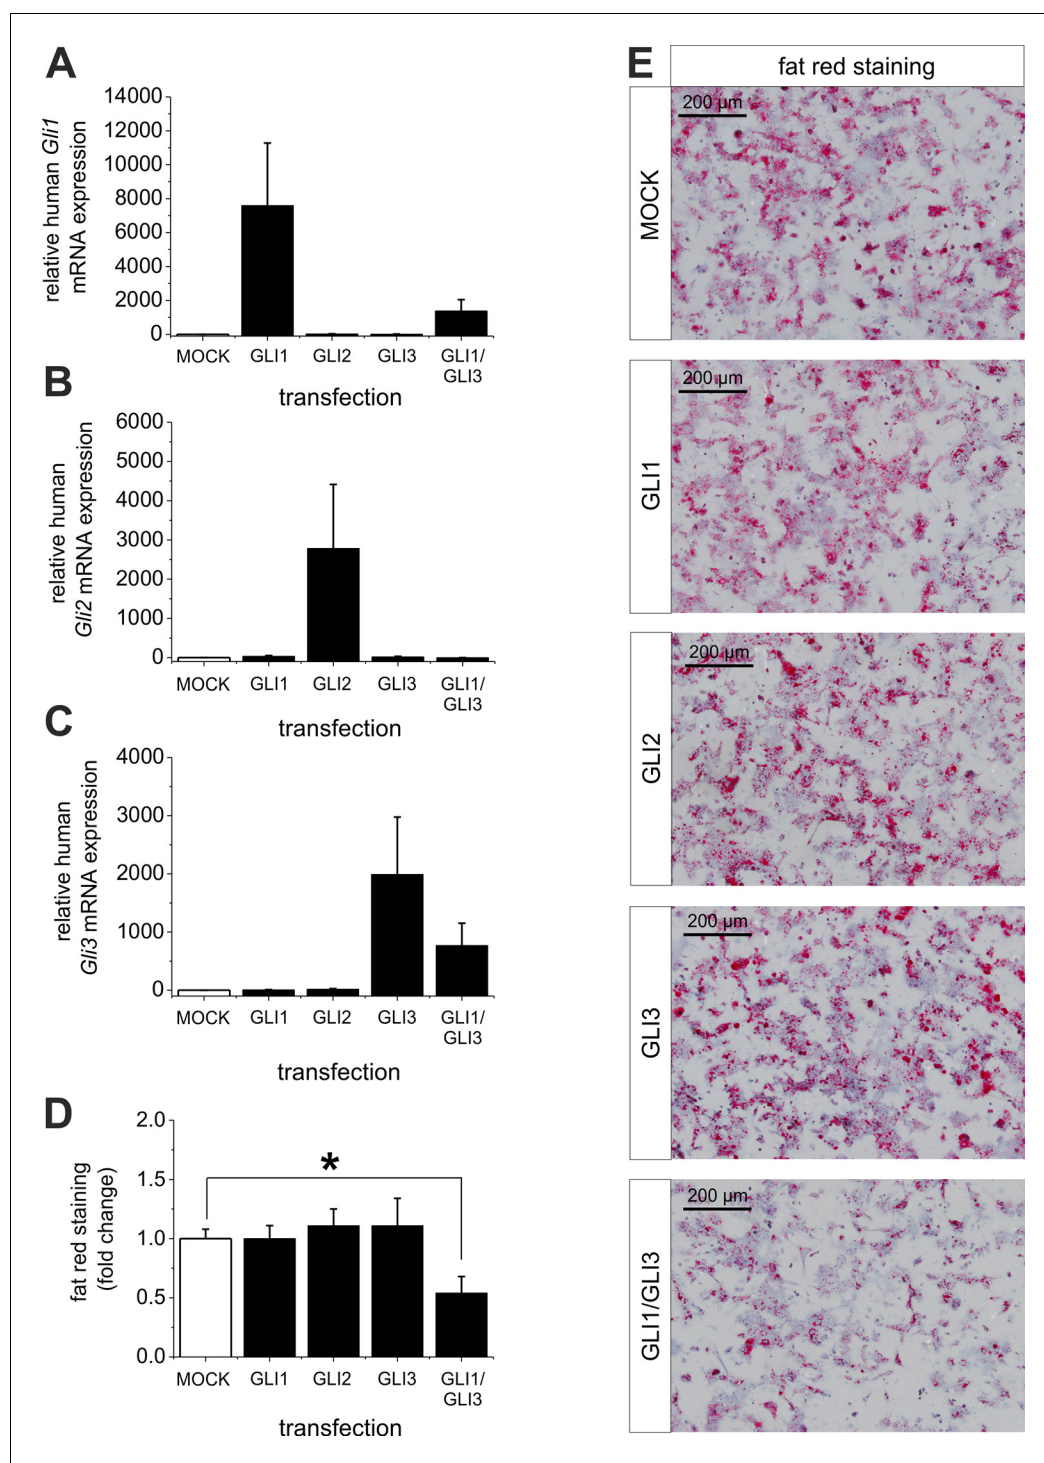 A
relative human Gli1
mRNA expression
14000
12000
10000
8000
6000
4000
2000
0
MOCK GLI1 GLI2 GLI3 GLI1/
GLI3
transfection
B
relative human
Gli2 mRNA expression
6000
5000
4000
3000
2000
1000
0
MOCK GLI1 GLI2 GLI3 GLI1/
GLI3
transfection
C
relative human
Gli3 mRNA expression
4000
3000
2000
1000
0
MOCK GLI1 GLI2 GLI3 GLI1/
GLI3
transfection
D
fat red staining
(fold change)
2.0
1.5
1.0
0.5
0.0
*
MOCK GLI1 GLI2 GLI3 GLI1/
GLI3
transfection
E
fat red staining
MOCK
200 µm
GLI1
200 µm
GLI2
200 µm
GLI3
200 µm
GLI1/GLI3
200 µm